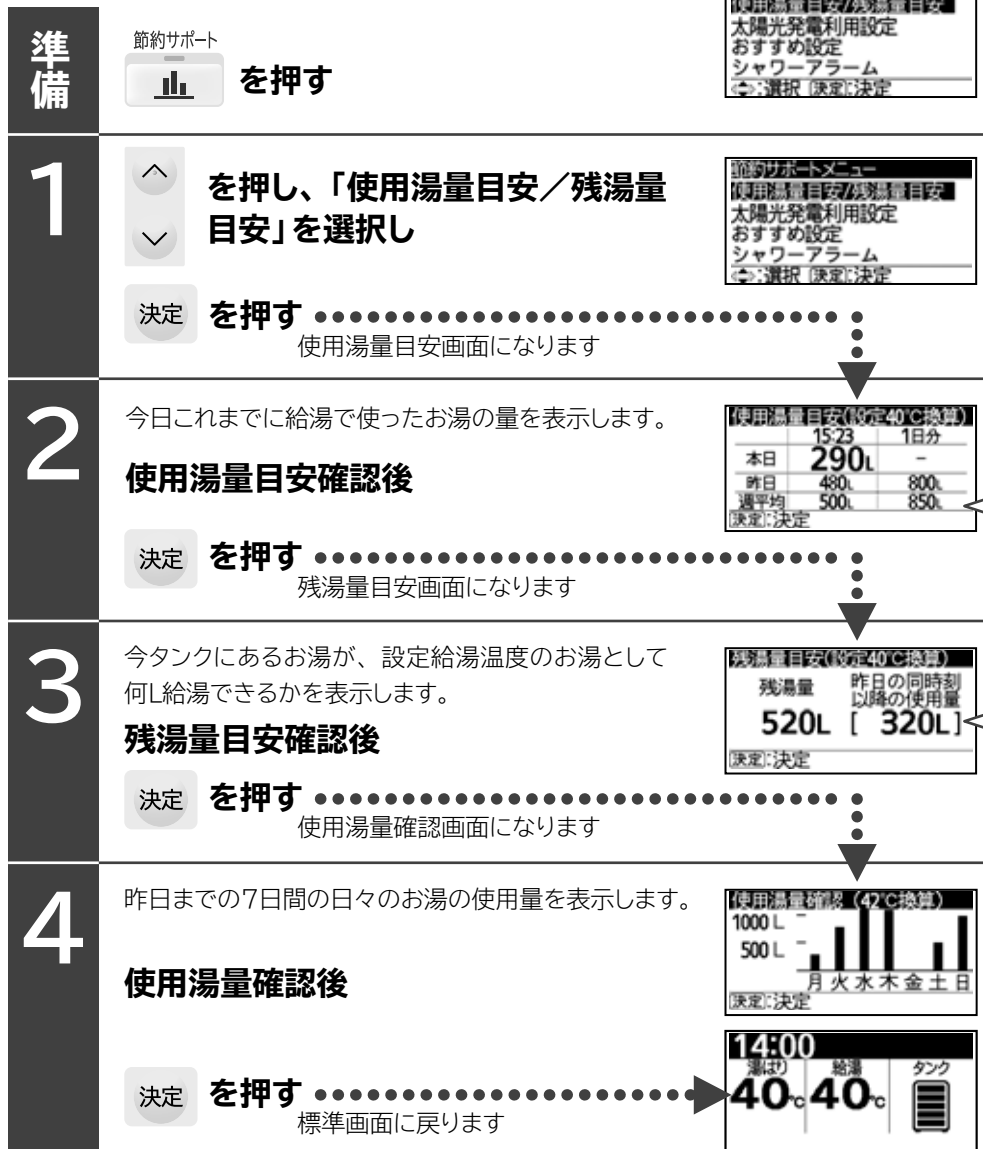 使用湯量目安/残湯量目安
太陽光発電利用設定
おすすめ設定
シャワーアラーム
:選択 [決定]:決定
準備
節約サポート
を押す
1
を押し、「使用湯量目安／残湯量
目安」を選択し
節約サポートメニュー
使用湯量目安/残湯量目安
太陽光発電利用設定
おすすめ設定
シャワーアラーム
:選択 [決定]:決定
決定 を押す
使用湯量目安画面になります
2
今日これまでに給湯で使ったお湯の量を表示します。
使用湯量目安確認後
使用湯量目安(設定40℃換算)
15:23 1日分
本日 290L -
昨日 480L 800L
週平均 500L 850L
[決定]:決定
決定 を押す
残湯量目安画面になります
3
今タンクにあるお湯が、設定給湯温度のお湯として
何L給湯できるかを表示します。
残湯量目安確認後
残湯量目安(設定40℃換算)
残湯量 昨日の同時刻
以降の使用量
520L [ 320L]
[決定]:決定
決定 を押す
使用湯量確認画面になります
4
昨日までの7日間の日々のお湯の使用量を表示します。
使用湯量確認後
使用湯量確認 (42℃換算)
1000 L
500 L
月 火 水 木 金 土 日
[決定]:決定
決定 を押す
標準画面に戻ります
14:00
湯はり 給湯 タンク
40℃ 40℃